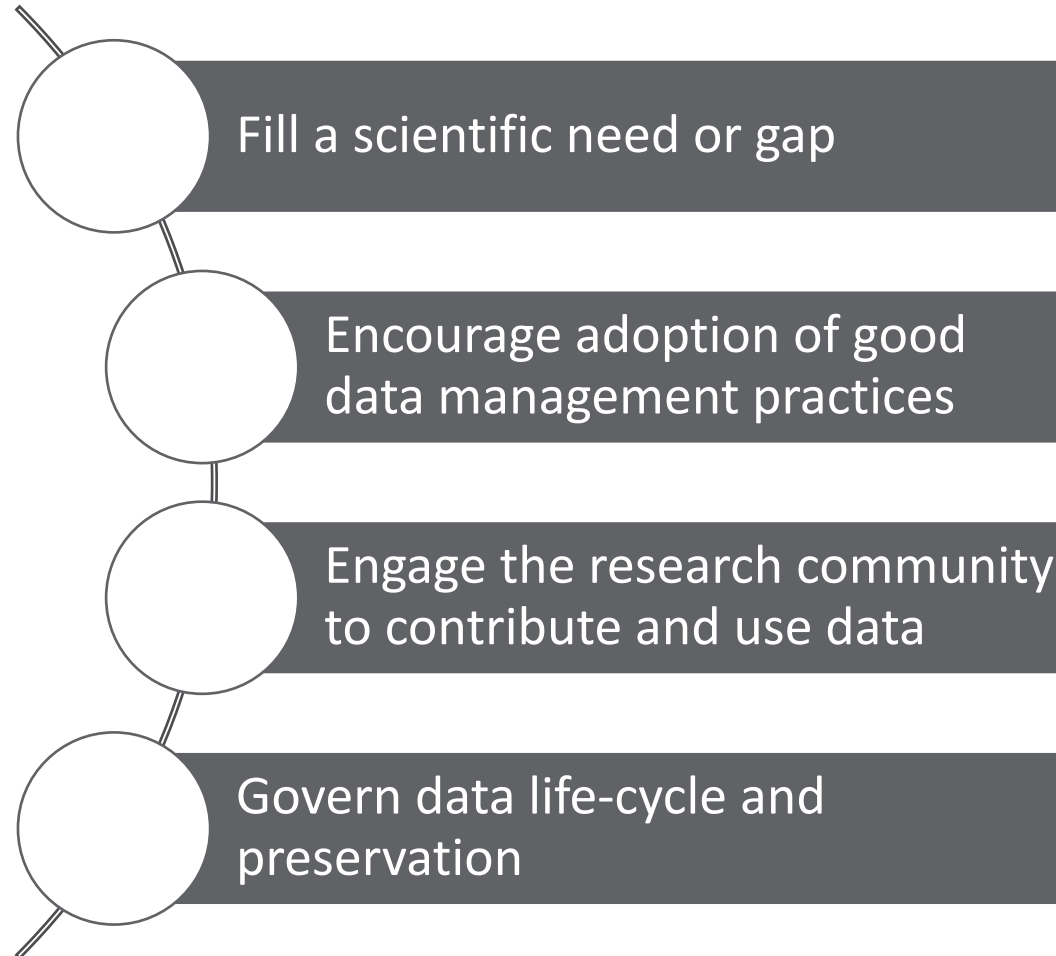 Fill a scientific need or gap
Encourage adoption of good
data management practices
Engage the research community
to contribute and use data
Govern data life-cycle and
preservation